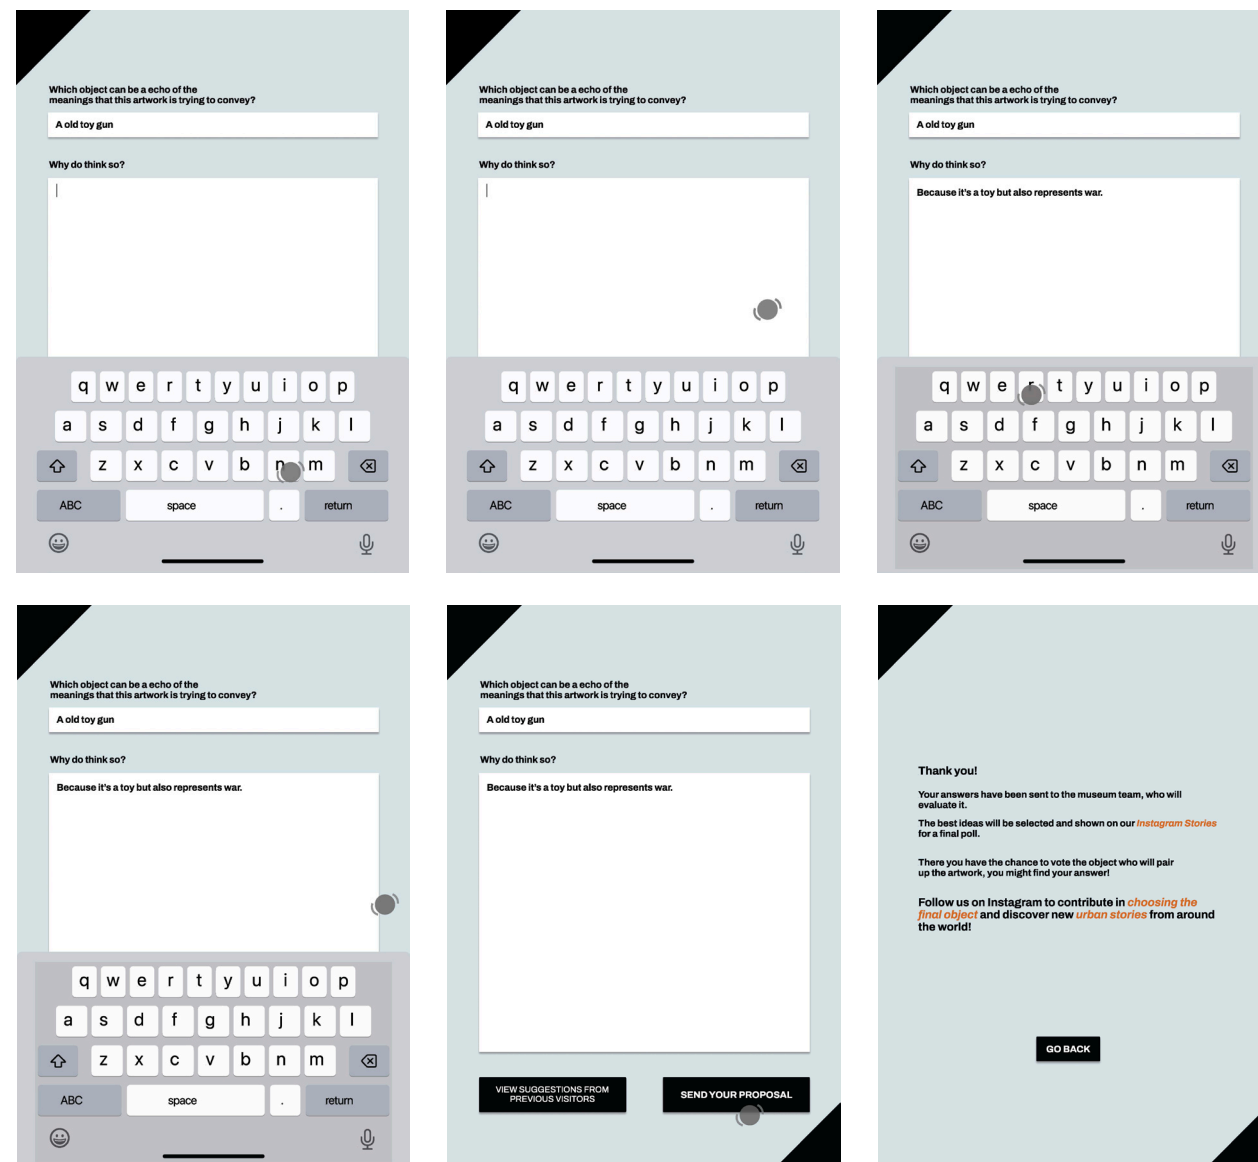 Which object can be a echo of the
meanings that this artwork is trying to convey?
A old toy gun
Why do think so?
q w e r t y u i o p
a s d f g h j k l
z x c v b n m
ABC space . return
Which object can be a echo of the
meanings that this artwork is trying to convey?
A old toy gun
Why do think so?
q w e r t y u i o p
a s d f g h j k l
z x c v b n m
ABC space . return
Which object can be a echo of the
meanings that this artwork is trying to convey?
A old toy gun
Why do think so?
Because it's a toy but also represents war.
q w e r t y u i o p
a s d f g h j k l
z x c v b n m
ABC space . return
Which object can be a echo of the
meanings that this artwork is trying to convey?
A old toy gun
Why do think so?
Because it's a toy but also represents war.
q w e r t y u i o p
a s d f g h j k l
z x c v b n m
ABC space . return
Which object can be a echo of the
meanings that this artwork is trying to convey?
A old toy gun
Why do think so?
Because it's a toy but also represents war.
VIEW SUGGESTIONS FROM
PREVIOUS VISITORS
SEND YOUR PROPOSAL
Thank you!
Your answers have been sent to the museum team, who will
evaluate it.
The best ideas will be selected and shown on our Instagram Stories
for a final poll.
There you have the chance to vote the object who will pair
up the artwork, you might find your answer!
Follow us on Instagram to contribute in choosing the
final object and discover new urban stories from around
the world!
GO BACK